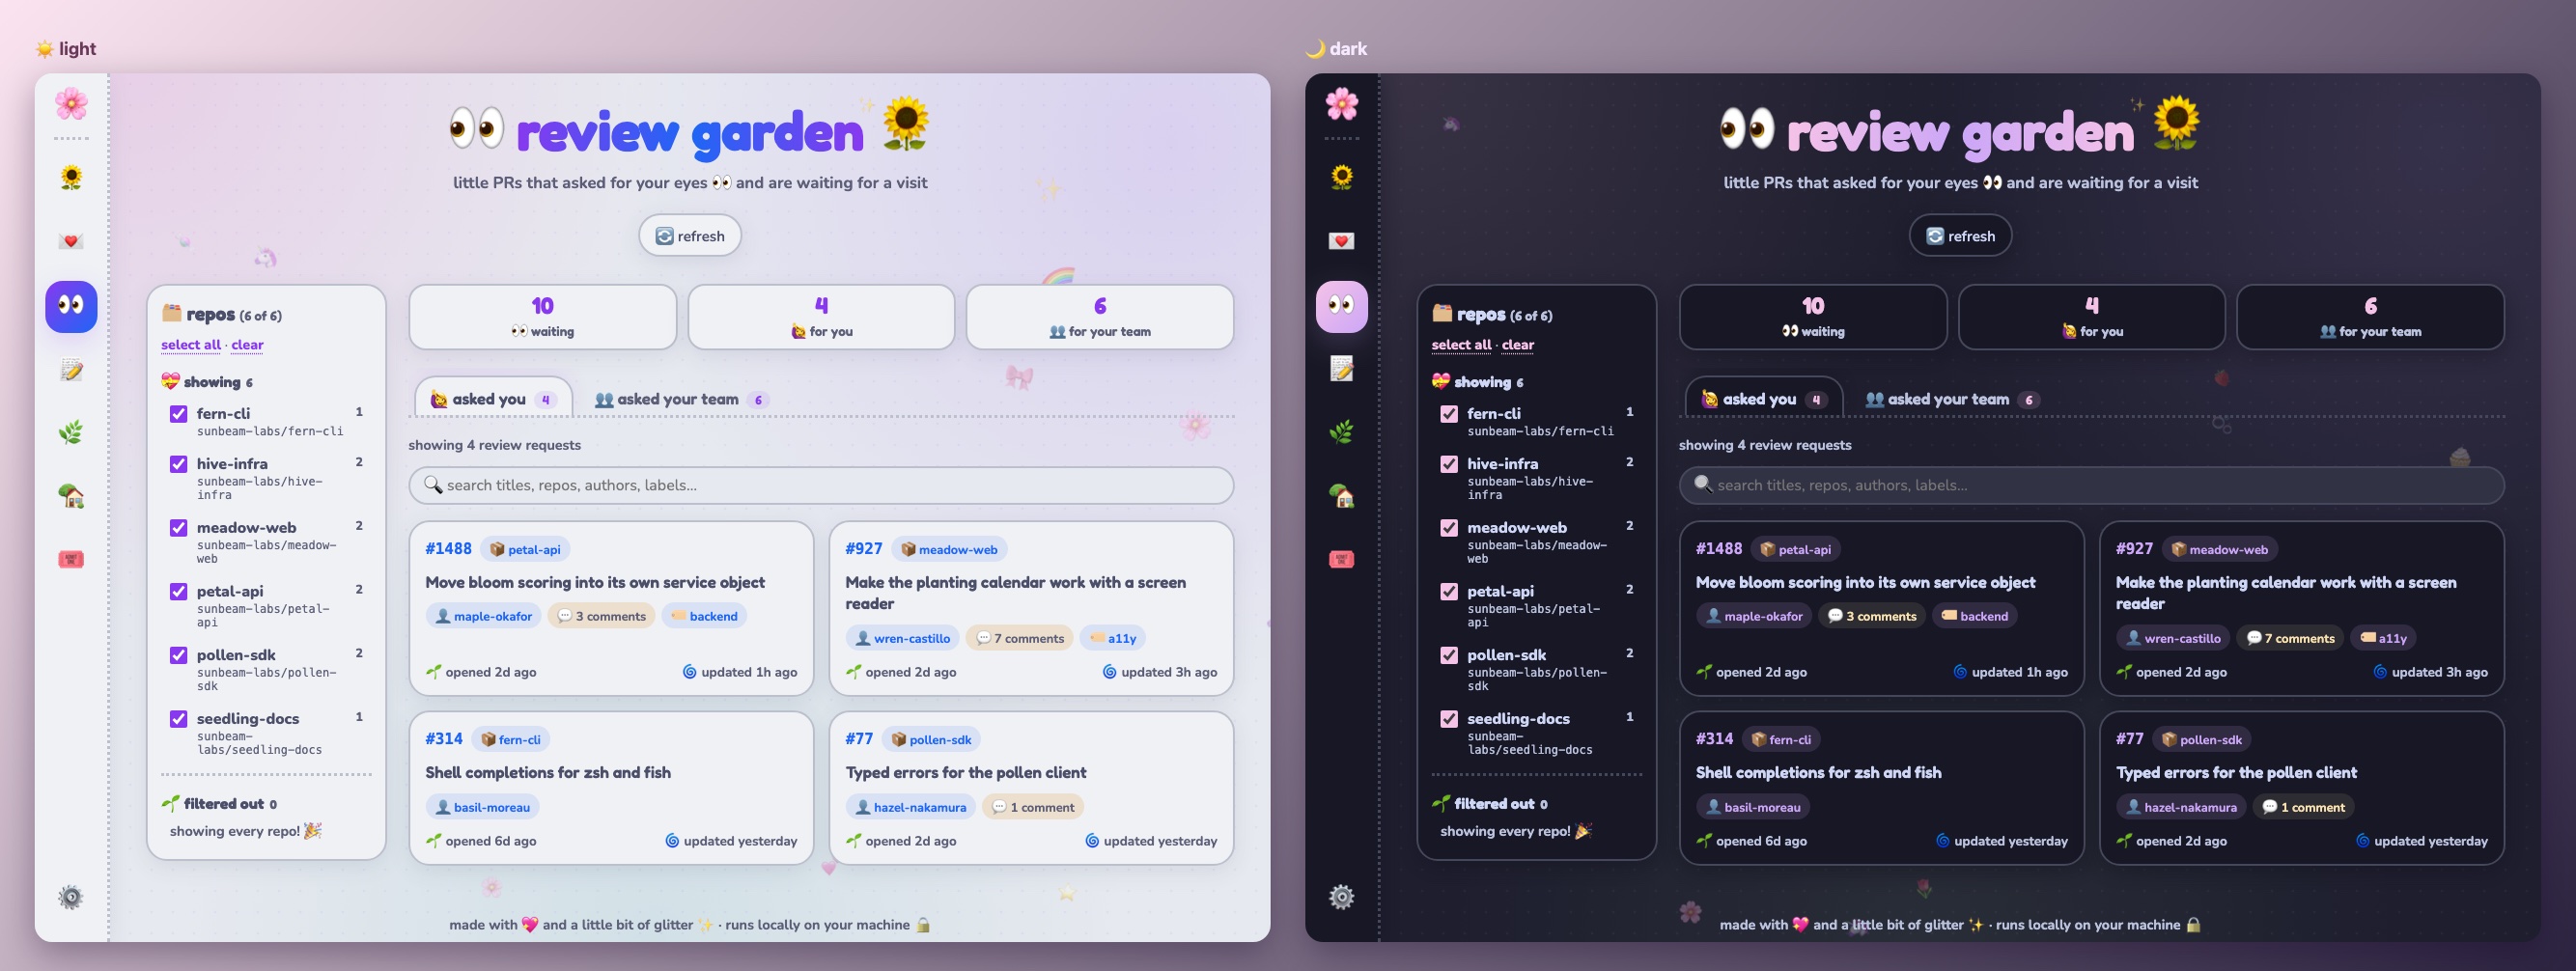 light
review garden
little PRs that asked for your eyes 👀 and are waiting for a visit
refresh
repos (6 of 6)
select all · clear
showing 6
fern-cli 1
sunbeam-labs/fern-cli
hive-infra 2
sunbeam-labs/hive-
infra
meadow-web 2
sunbeam-labs/meadow-
web
petal-api 2
sunbeam-labs/petal-
api
pollen-sdk 2
sunbeam-labs/pollen-
sdk
seedling-docs 1
sunbeam-
labs/seedling-docs
filtered out 0
showing every repo! 🎉
10
waiting
4
for you
6
for your team
asked you 4
asked your team 6
showing 4 review requests
search titles, repos, authors, labels...
#1488 petal-api
Move bloom scoring into its own service object
maple-okafor 3 comments backend
opened 2d ago updated 1h ago
#927 meadow-web
Make the planting calendar work with a screen
reader
wren-castillo 7 comments a11y
opened 2d ago updated 3h ago
#314 fern-cli
Shell completions for zsh and fish
basil-moreau
opened 6d ago updated yesterday
#77 pollen-sdk
Typed errors for the pollen client
hazel-nakamura 1 comment
opened 2d ago updated yesterday
made with 💖 and a little bit of glitter ✨ · runs locally on your machine 🔒
dark
review garden
little PRs that asked for your eyes 👀 and are waiting for a visit
refresh
repos (6 of 6)
select all · clear
showing 6
fern-cli 1
sunbeam-labs/fern-cli
hive-infra 2
sunbeam-labs/hive-
infra
meadow-web 2
sunbeam-labs/meadow-
web
petal-api 2
sunbeam-labs/petal-
api
pollen-sdk 2
sunbeam-labs/pollen-
sdk
seedling-docs 1
sunbeam-
labs/seedling-docs
filtered out 0
showing every repo! 🎉
10
waiting
4
for you
6
for your team
asked you 4
asked your team 6
showing 4 review requests
search titles, repos, authors, labels...
#1488 petal-api
Move bloom scoring into its own service object
maple-okafor 3 comments backend
opened 2d ago updated 1h ago
#927 meadow-web
Make the planting calendar work with a screen
reader
wren-castillo 7 comments a11y
opened 2d ago updated 3h ago
#314 fern-cli
Shell completions for zsh and fish
basil-moreau
opened 6d ago updated yesterday
#77 pollen-sdk
Typed errors for the pollen client
hazel-nakamura 1 comment
opened 2d ago updated yesterday
made with 💖 and a little bit of glitter ✨ · runs locally on your machine 🔒